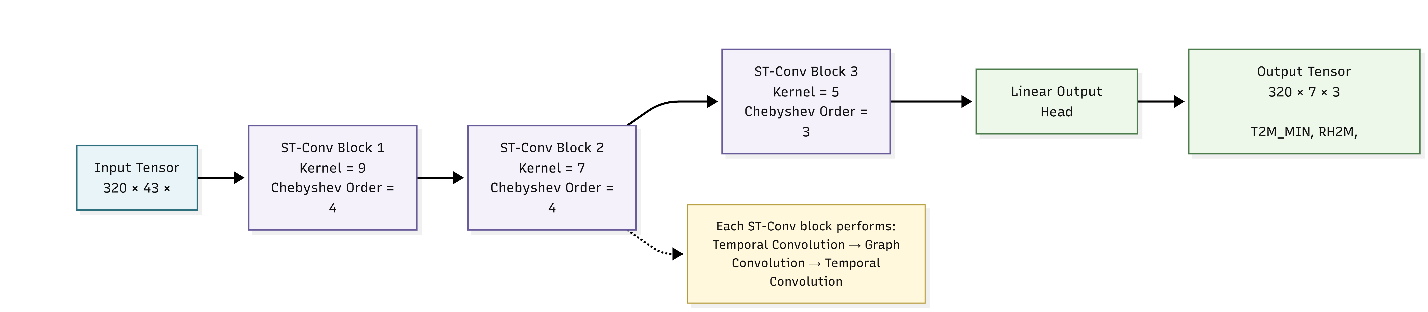 Input Tensor
320 × 43 ×
ST-Conv Block 1
Kernel = 9
Chebyshev Order =
4
ST-Conv Block 2
Kernel = 7
Chebyshev Order =
4
ST-Conv Block 3
Kernel = 5
Chebyshev Order =
3
Each ST-Conv block performs:
Temporal Convolution → Graph
Convolution → Temporal
Convolution
Linear Output
Head
Output Tensor
320 × 7 × 3
T2M_MIN, RH2M,